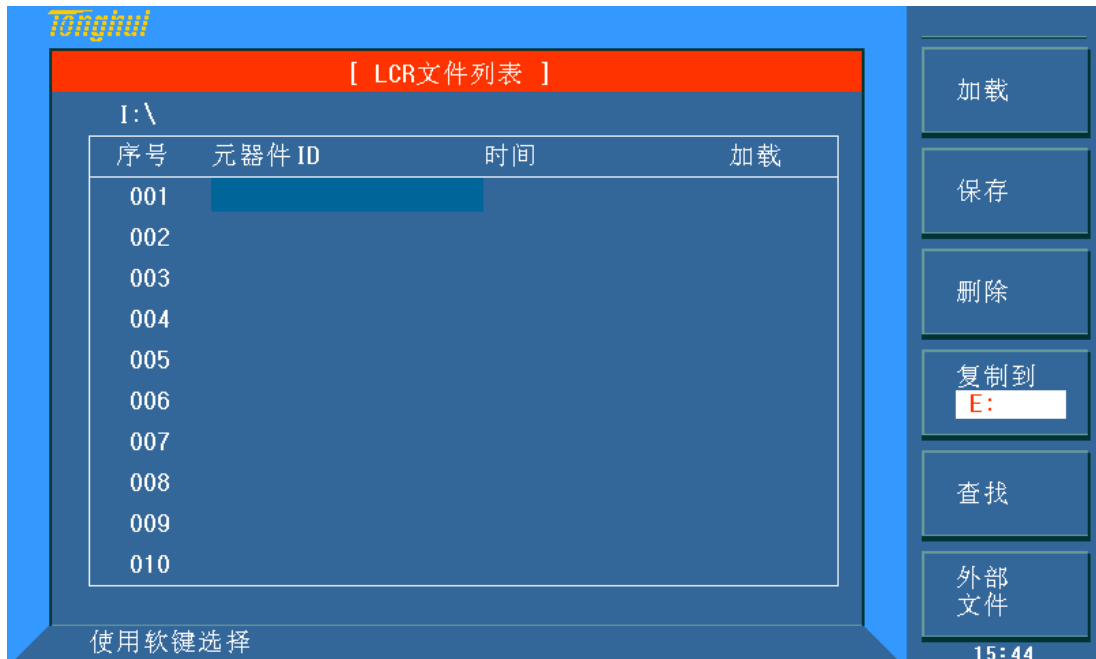 Tonghui
[ LCR文件列表 ]
I:\
序号 元器件ID 时间 加载
001
002
003
004
005
006
007
008
009
010
使用软键选择
加载
保存
删除
复制到
E:
查找
外部
文件
15:44